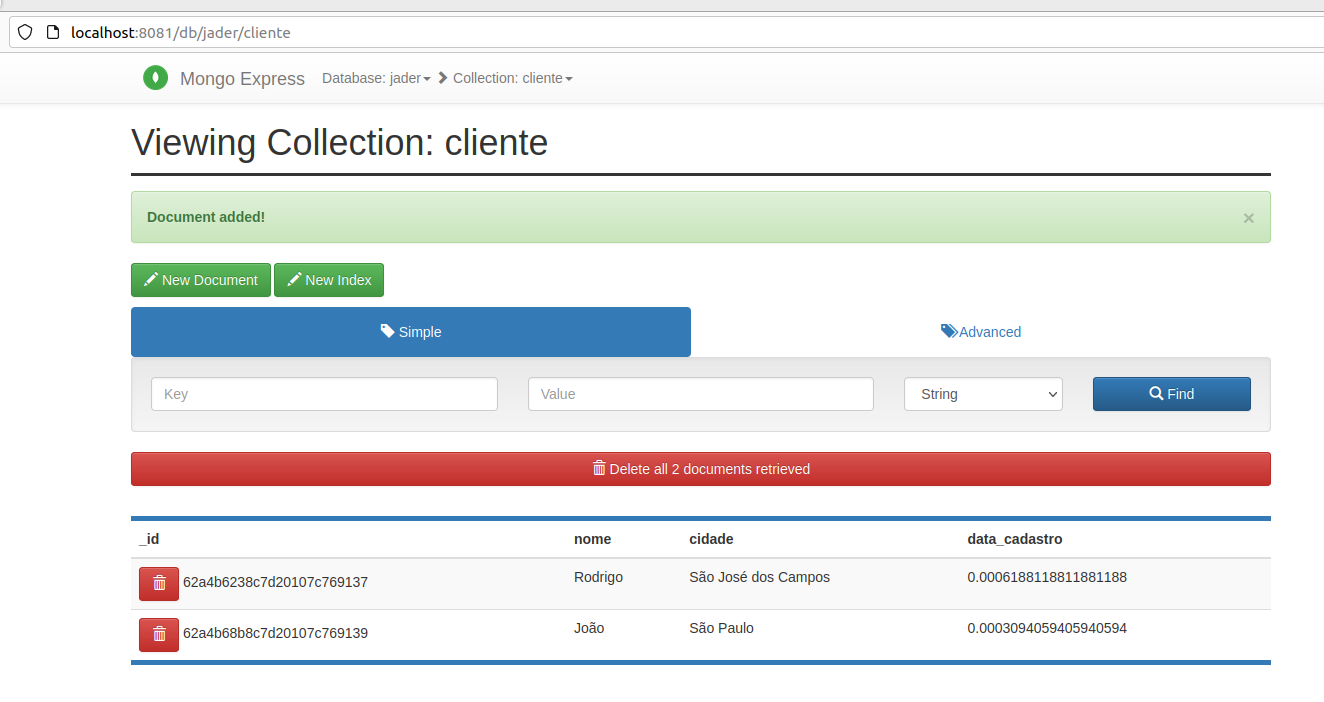 localhost:8081/db/jader/cliente
Mongo Express Database: jader Collection: cliente
Viewing Collection: cliente
Document added! ×
New Document New Index
Simple Advanced
Key Value String Find
Delete all 2 documents retrieved
_id nome cidade data_cadastro
62a4b6238c7d20107c769137 Rodrigo São José dos Campos 0.0006188118811881188
62a4b68b8c7d20107c769139 João São Paulo 0.0003094059405940594